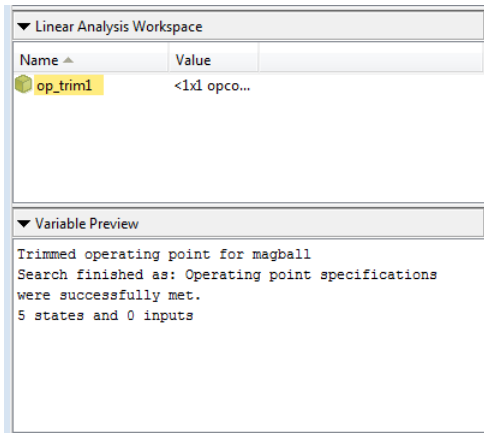 Linear Analysis Workspace
Name Value
op_trim1 <1x1 opco...
Variable Preview
Trimmed operating point for magball
Search finished as: Operating point specifications
were successfully met.
5 states and 0 inputs